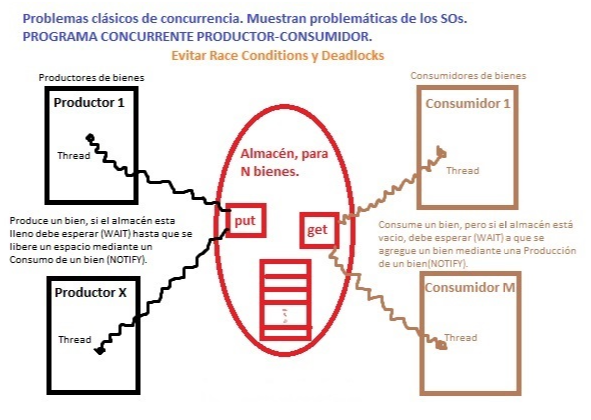 Problemas clásicos de concurrencia. Muestran problemáticas de los SOs.
PROGRAMA CONCURRENTE PRODUCTOR-CONSUMIDOR.
Evitar Race Conditions y Deadlocks
Productores de bienes
Productor 1
Thread
Consumidores de bienes
Consumidor 1
Thread
Almacén, para
N bienes.
put
get
Produce un bien, si el almacén esta
lleno debe esperar (WAIT) hasta que se
libere un espacio mediante un
Consumo de un bien (NOTIFY).
Consume un bien, pero si el almacén está
vacio, debe esperar (WAIT) a que se
agregue un bien mediante una Producción
de un bien(NOTIFY).
Productor X
Thread
Consumidor M
Thread